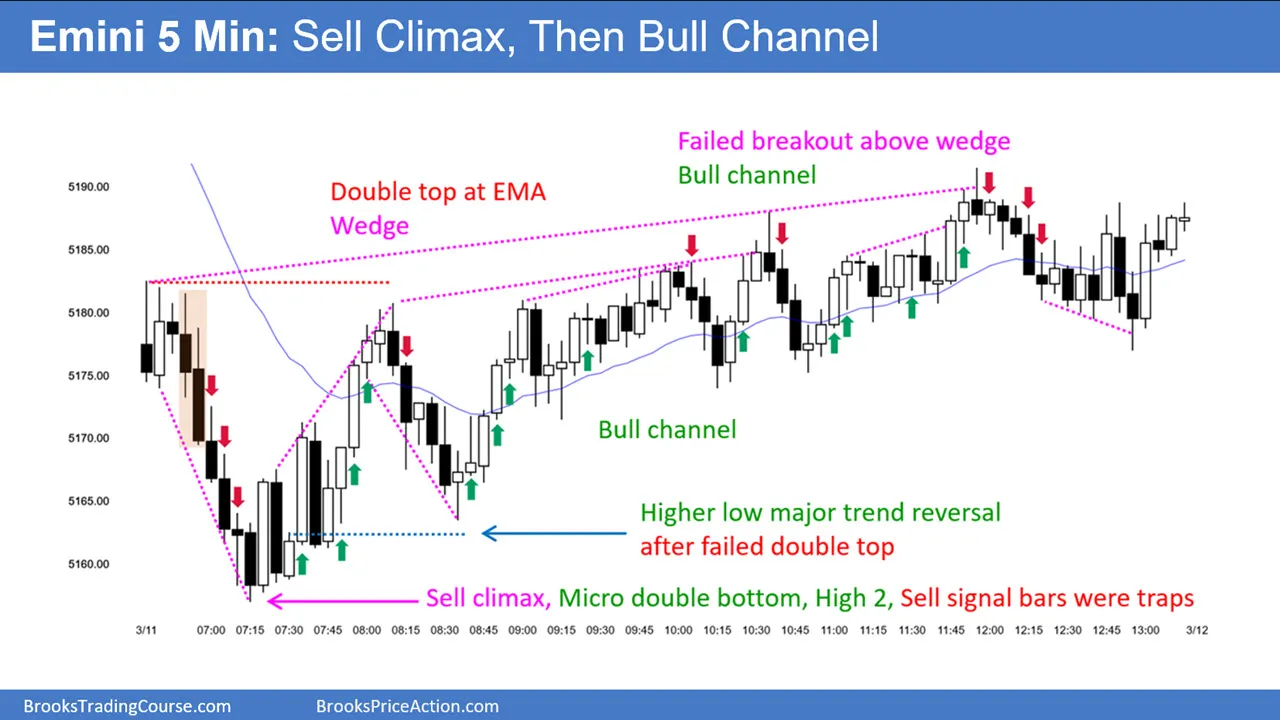 Emini 5 Min: Sell Climax, Then Bull Channel
Failed breakout above wedge
Bull channel
Double top at EMA
Wedge
5190.00
5185.00
5180.00
5175.00
5170.00
5165.00
5160.00
Bull channel
Higher low major trend reversal
after failed double top
Sell climax, Micro double bottom, High 2, Sell signal bars were traps
3/11 07:00 07:15 07:30 07:45 08:00 08:15 08:30 08:45 09:00 09:15 09:30 09:45 10:00 10:15 10:30 10:45 11:00 11:15 11:30 11:45 12:00 12:15 12:30 12:45 13:00 3/12
BrooksTradingCourse.com BrooksPriceAction.com